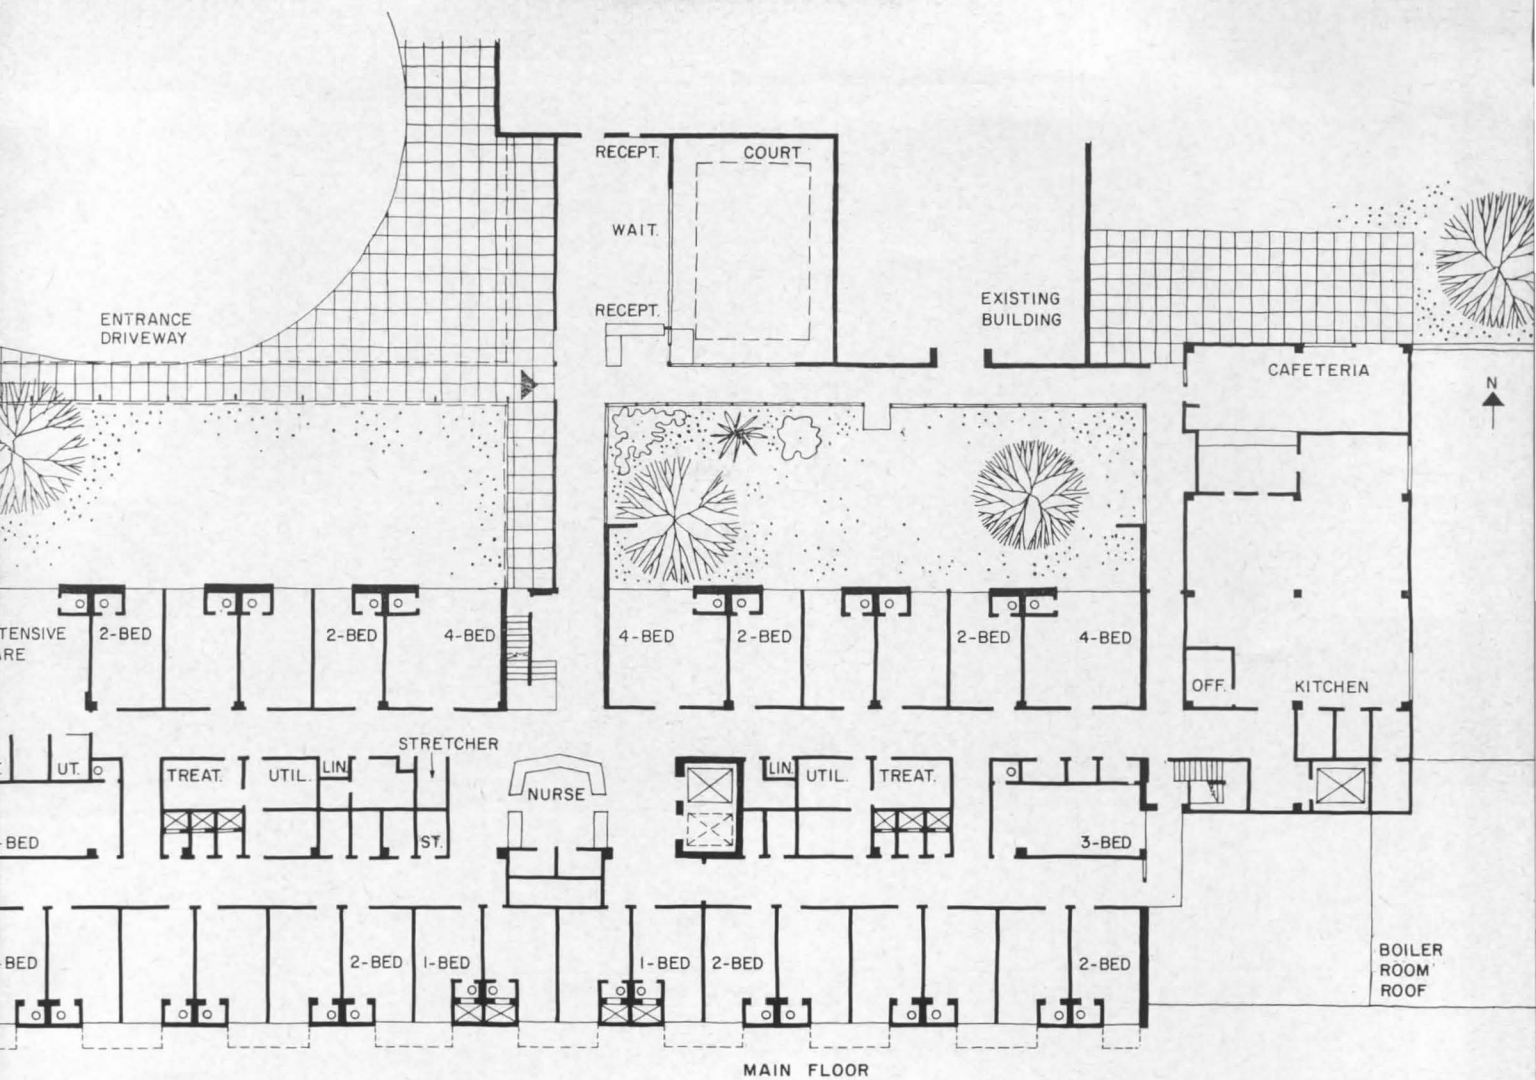 RECEPT.
COURT
WAIT.
RECEPT.
EXISTING
BUILDING
ENTRANCE
DRIVEWAY
CAFETERIA
N
TENSIVE
ARE
2-BED
2-BED
4-BED
4-BED
2-BED
2-BED
4-BED
OFF.
KITCHEN
STRETCHER
UT.
TREAT.
UTIL.
LIN.
NURSE
LIN.
UTIL.
TREAT.
-BED
ST.
3-BED
-BED
2-BED
1-BED
1-BED
2-BED
2-BED
BOILER
ROOM
ROOF
MAIN FLOOR